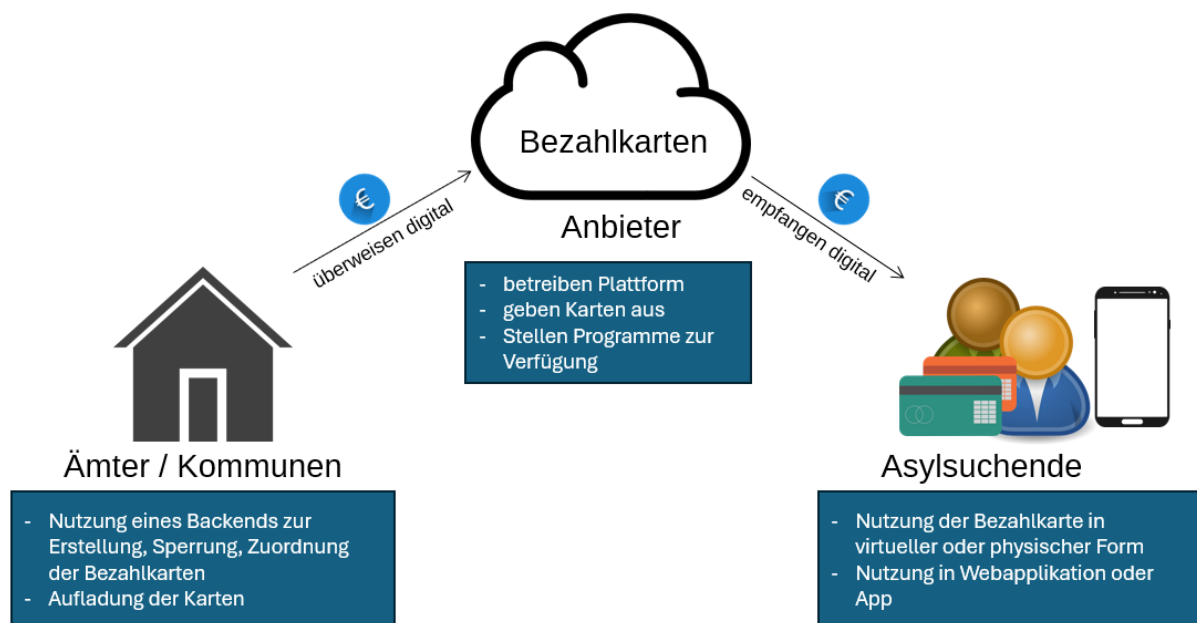 Bezahlkarten
€
€
überweisen digital
empfangen digital
Anbieter
- betreiben Plattform
- geben Karten aus
- Stellen Programme zur
Verfügung
Ämter / Kommunen
- Nutzung eines Backends zur
Erstellung, Sperrung, Zuordnung
der Bezahlkarten
- Aufladung der Karten
Asylsuchende
- Nutzung der Bezahlkarte in
virtueller oder physischer Form
- Nutzung in Webapplikation oder
App